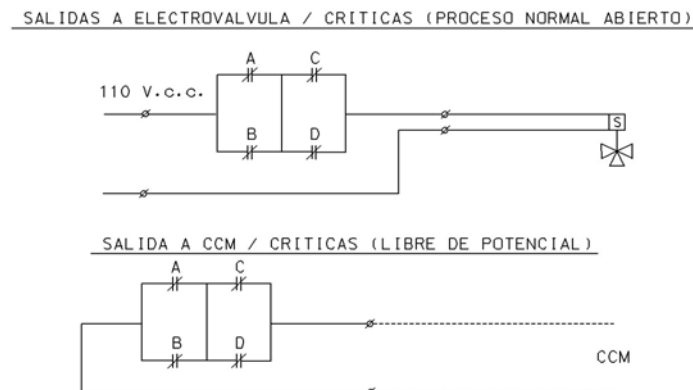 SALIDAS A ELECTROVALVULA / CRITICAS (PROCESO NORMAL ABIERTO)
A C
110 V.c.c.
B D
S
SALIDA A CCM / CRITICAS (LIBRE DE POTENCIAL)
A C
B D
CCM